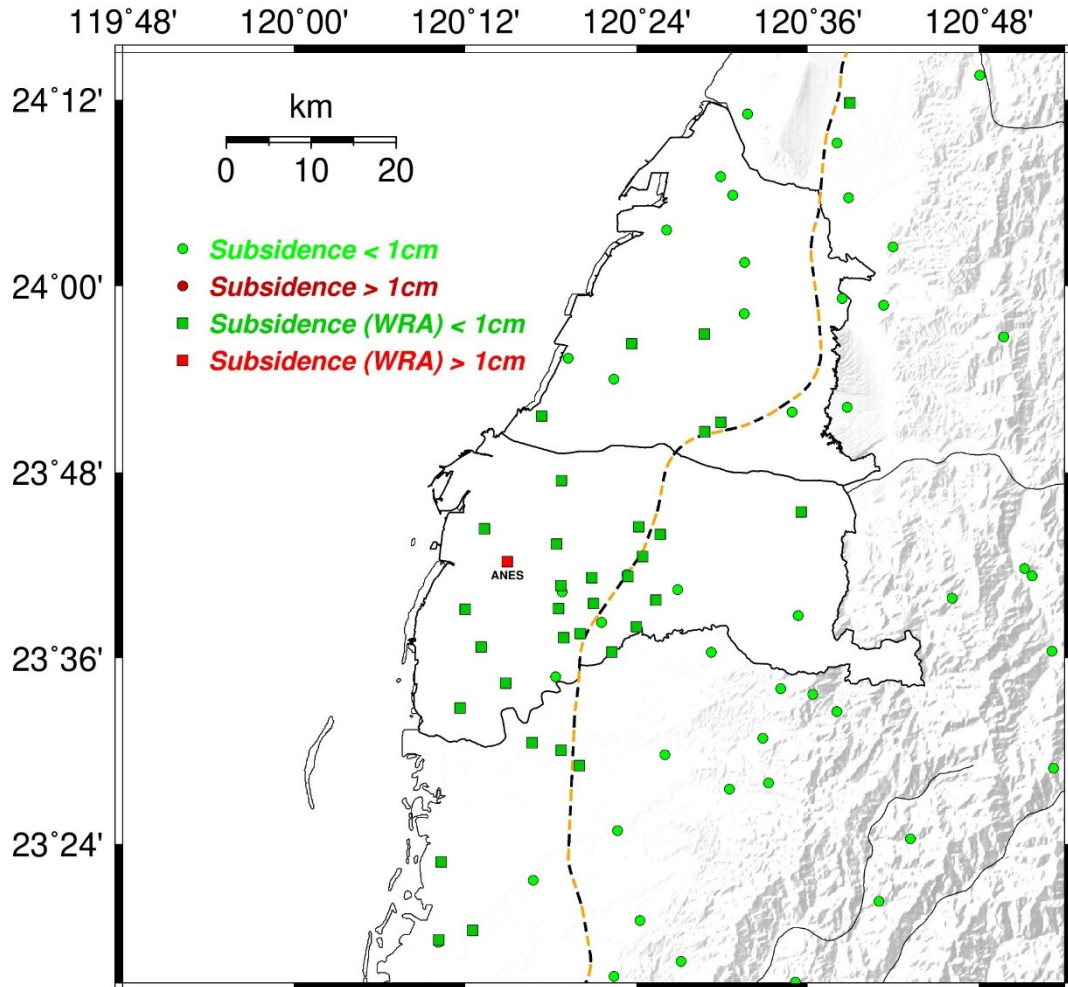 119˚48' 120˚00' 120˚12' 120˚24' 120˚36' 120˚48'
24˚12'
km
0 10 20
Subsidence < 1cm
24˚00'
Subsidence > 1cm
Subsidence (WRA) < 1cm
Subsidence (WRA) > 1cm
23˚48'
ANES
23˚36'
23˚24'